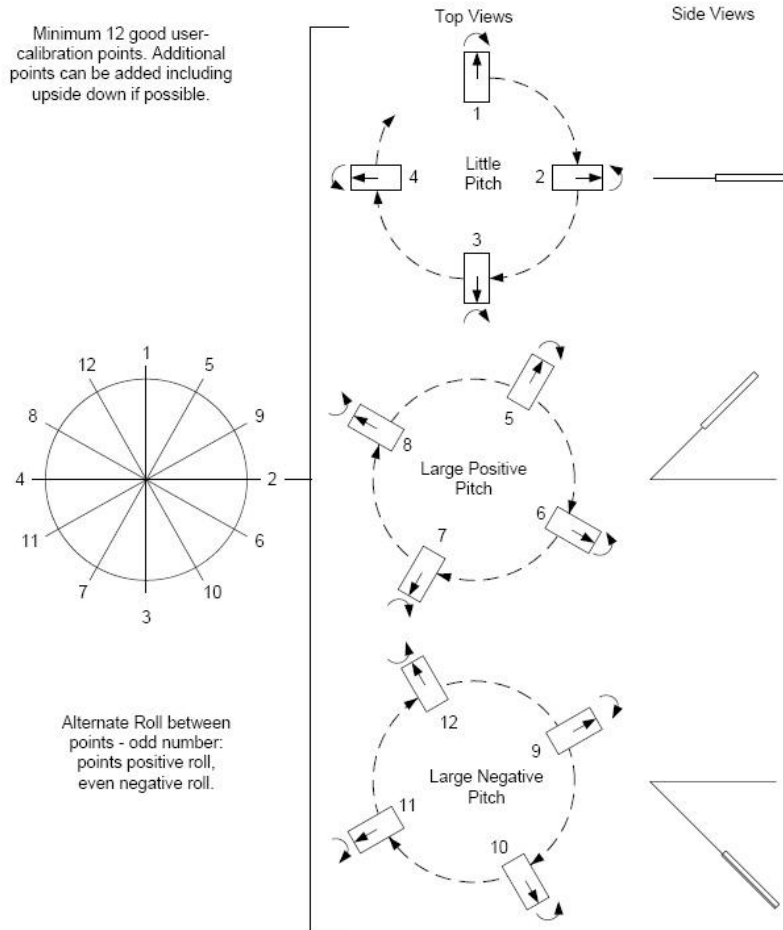 Minimum 12 good user-
calibration points. Additional
points can be added including
upside down if possible.
Top Views
Side Views
1
4
Little
Pitch
2
3
1
12
5
8
9
4
2
11
6
7
10
3
5
8
Large Positive
Pitch
6
7
Alternate Roll between
points - odd number:
points positive roll,
even negative roll.
12
9
Large Negative
Pitch
11
10